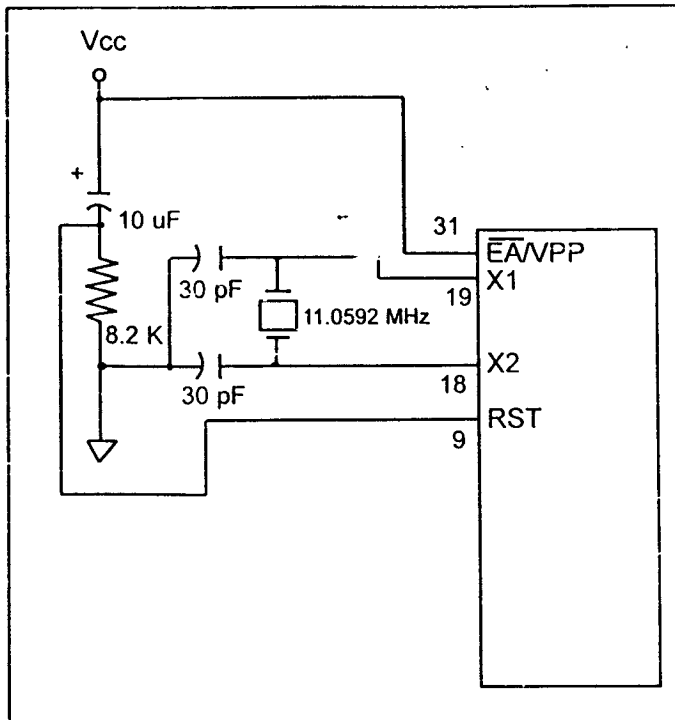 Vcc
+
10 uF
31
E̅A̅/VPP
30 pF
19
X1
11.0592 MHz
8.2 K
30 pF
18
X2
9
RST